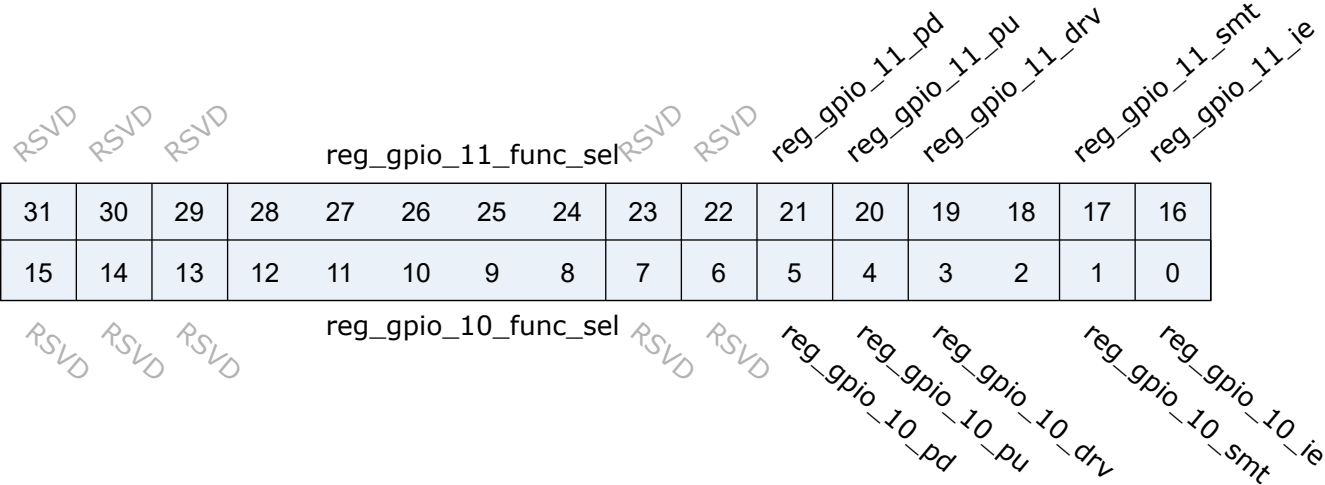 RSVD RSVD RSVD reg_gpio_11_func_sel RSVD RSVD reg_gpio_11_pd reg_gpio_11_pu reg_gpio_11_drv reg_gpio_11_smt reg_gpio_11_ie
31 30 29 28 27 26 25 24 23 22 21 20 19 18 17 16
15 14 13 12 11 10 9 8 7 6 5 4 3 2 1 0
RSVD RSVD RSVD reg_gpio_10_func_sel RSVD RSVD reg_gpio_10_pd reg_gpio_10_pu reg_gpio_10_drv reg_gpio_10_smt reg_gpio_10_ie